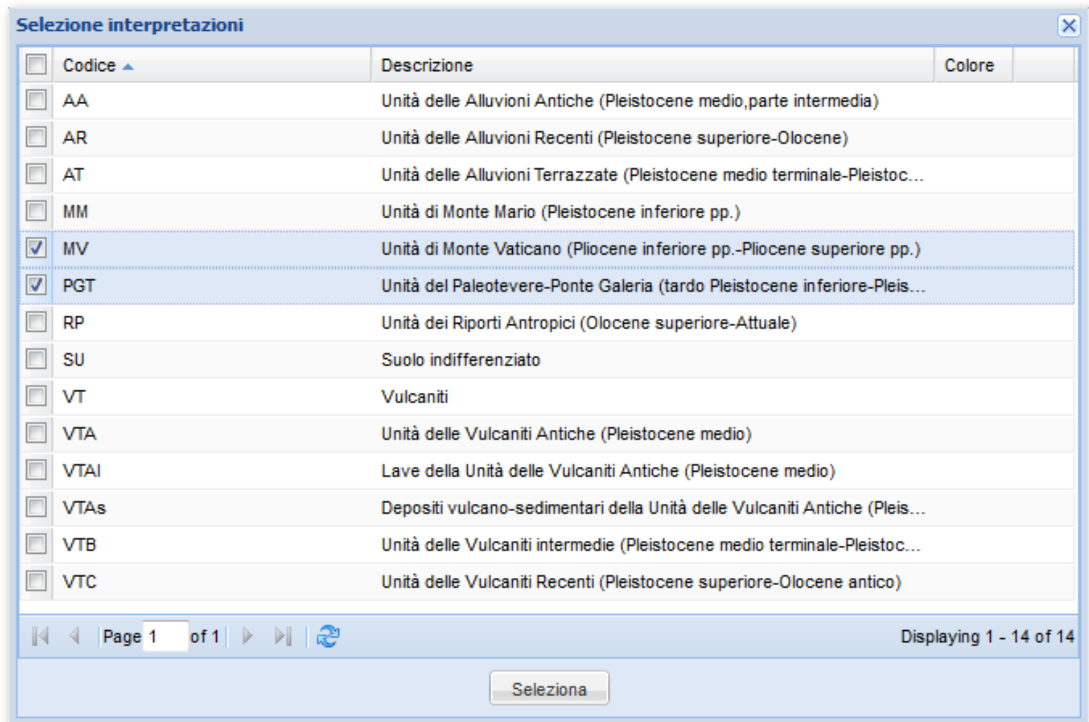 Selezione interpretazioni
Codice Descrizione Colore
AA Unità delle Alluvioni Antiche (Pleistocene medio,parte intermedia)
AR Unità delle Alluvioni Recenti (Pleistocene superiore-Olocene)
AT Unità delle Alluvioni Terrazzate (Pleistocene medio terminale-Pleistoc...
MM Unità di Monte Mario (Pleistocene inferiore pp.)
MV Unità di Monte Vaticano (Pliocene inferiore pp.-Pliocene superiore pp.)
PGT Unità del Paleotevere-Ponte Galeria (tardo Pleistocene inferiore-Pleis...
RP Unità dei Riporti Antropici (Olocene superiore-Attuale)
SU Suolo indifferenziato
VT Vulcaniti
VTA Unità delle Vulcaniti Antiche (Pleistocene medio)
VTAl Lave della Unità delle Vulcaniti Antiche (Pleistocene medio)
VTAs Depositi vulcano-sedimentari della Unità delle Vulcaniti Antiche (Pleis...
VTB Unità delle Vulcaniti intermedie (Pleistocene medio terminale-Pleistoc...
VTC Unità delle Vulcaniti Recenti (Pleistocene superiore-Olocene antico)
Page 1 of 1 Displaying 1 - 14 of 14
Seleziona